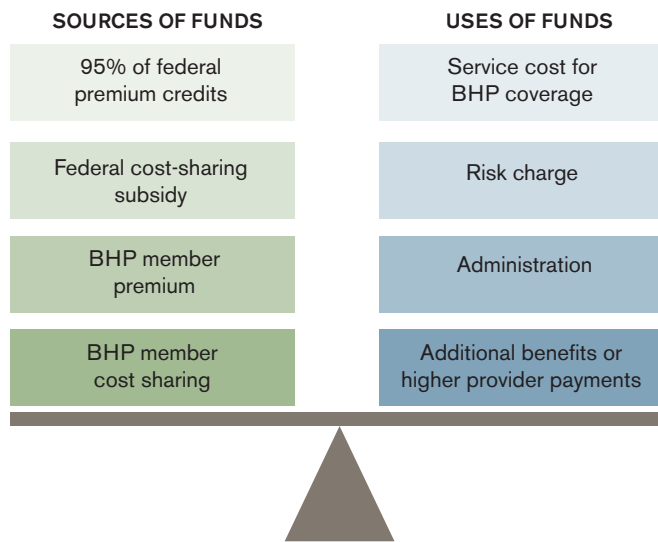 SOURCES OF FUNDS
95% of federal
premium credits
Federal cost-sharing
subsidy
BHP member
premium
BHP member
cost sharing
USES OF FUNDS
Service cost for
BHP coverage
Risk charge
Administration
Additional benefits or
higher provider payments